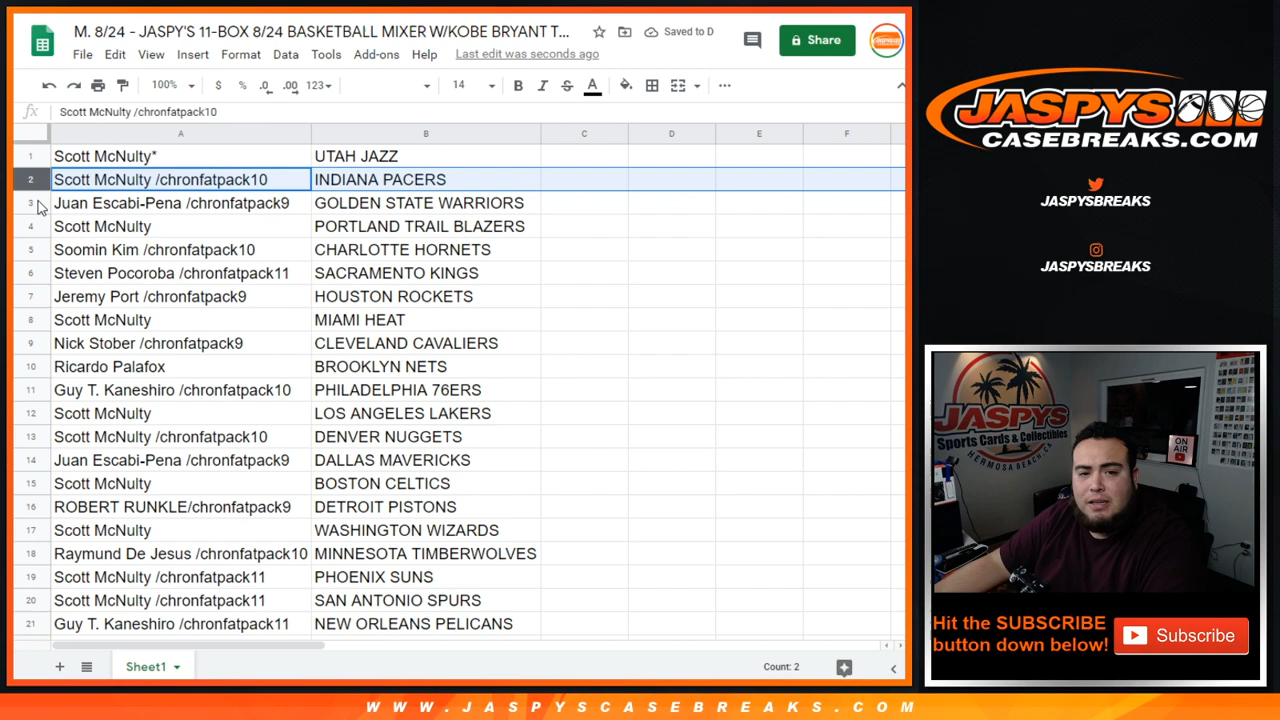 M. 8/24 - JASPY'S 11-BOX 8/24 BASKETBALL MIXER W/KOBE BRYANT T...
Saved to D
Share
File Edit View Insert Format Data Tools Add-ons Help Last edit was seconds ago
100% $ % .0 .00 123 14 B I S A
fx Scott McNulty /chronfatpack10
A B C D E F
1 Scott McNulty* UTAH JAZZ
2 Scott McNulty /chronfatpack10 INDIANA PACERS
3 Juan Escabi-Pena /chronfatpack9 GOLDEN STATE WARRIORS
4 Scott McNulty PORTLAND TRAIL BLAZERS
5 Soomin Kim /chronfatpack10 CHARLOTTE HORNETS
6 Steven Pocoroba /chronfatpack11 SACRAMENTO KINGS
7 Jeremy Port /chronfatpack9 HOUSTON ROCKETS
8 Scott McNulty MIAMI HEAT
9 Nick Stober /chronfatpack9 CLEVELAND CAVALIERS
10 Ricardo Palafox BROOKLYN NETS
11 Guy T. Kaneshiro /chronfatpack10 PHILADELPHIA 76ERS
12 Scott McNulty LOS ANGELES LAKERS
13 Scott McNulty /chronfatpack10 DENVER NUGGETS
14 Juan Escabi-Pena /chronfatpack9 DALLAS MAVERICKS
15 Scott McNulty BOSTON CELTICS
16 ROBERT RUNKLE/chronfatpack9 DETROIT PISTONS
17 Scott McNulty WASHINGTON WIZARDS
18 Raymund De Jesus /chronfatpack10 MINNESOTA TIMBERWOLVES
19 Scott McNulty /chronfatpack11 PHOENIX SUNS
20 Scott McNulty /chronfatpack11 SAN ANTONIO SPURS
21 Guy T. Kaneshiro /chronfatpack11 NEW ORLEANS PELICANS
Sheet1
Count: 2
JASPYS
CASEBREAKS.COM
JASPYSBREAKS
JASPYSBREAKS
JASPYS
Sports Cards & Collectibles
HERMOSA BEACH, CA
ON
AIR
Hit the SUBSCRIBE
button down below!
Subscribe
WWW.JASPYSCASEBREAKS.COM